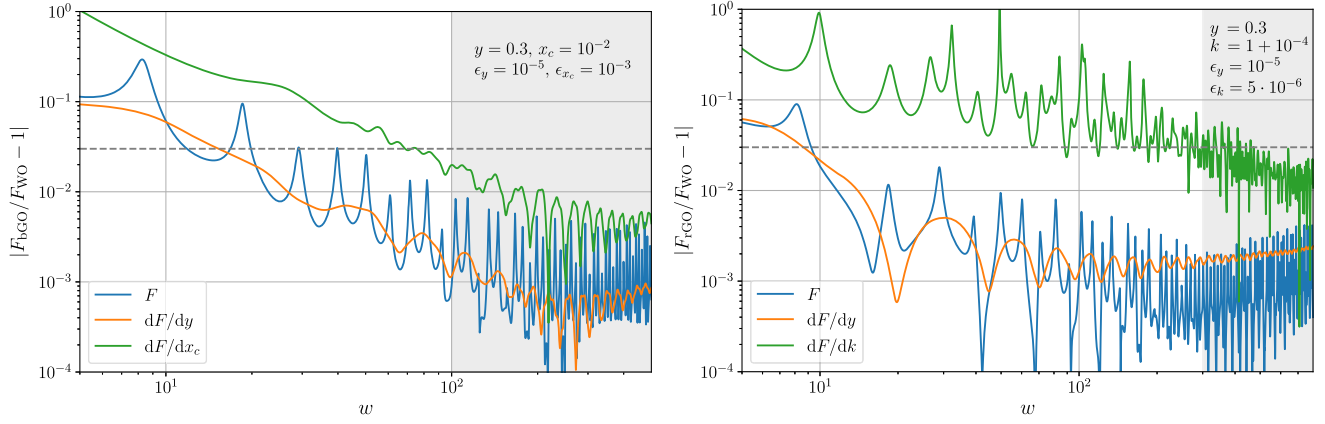 |F_bGO/F_WO − 1|
10^0
10^−1
10^−2
10^−3
10^−4
y = 0.3, x_c = 10^−2
ϵ_y = 10^−5, ϵ_{x_c} = 10^−3
F
dF/dy
dF/dx_c
10^1
10^2
w
|F_rGO/F_WO − 1|
10^0
10^−1
10^−2
10^−3
10^−4
y = 0.3
k = 1 + 10^−4
ϵ_y = 10^−5
ϵ_k = 5 · 10^−6
F
dF/dy
dF/dk
10^1
10^2
w